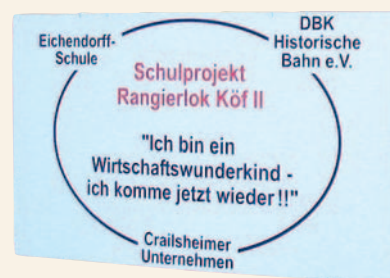 Eichendorff-
Schule
DBK
Historische
Bahn e.V.
Schulprojekt
Rangierlok Köf II
"Ich bin ein
Wirtschaftswunderkind -
ich komme jetzt wieder !!"
Crailsheimer
Unternehmen